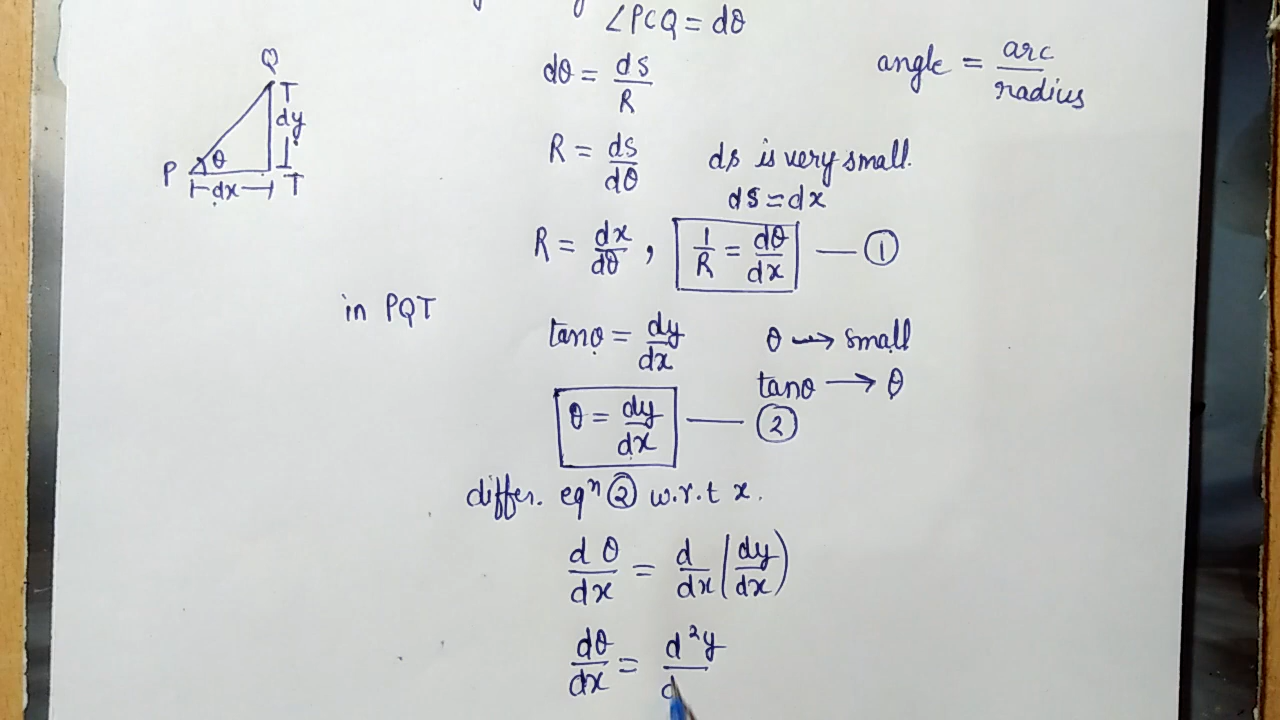 ∠PCQ = dθ
dθ = ds/R
angle = arc/radius
Q
T
dy
P
θ
dx
T
R = ds/dθ
ds is very small.
ds = dx
R = dx/dθ , 1/R = dθ/dx — ①
in PQT
tanθ = dy/dx
θ → small
tanθ → θ
θ = dy/dx — ②
differ. eqⁿ ② w.r.t x.
dθ/dx = d/dx (dy/dx)
dθ/dx = d²y/d